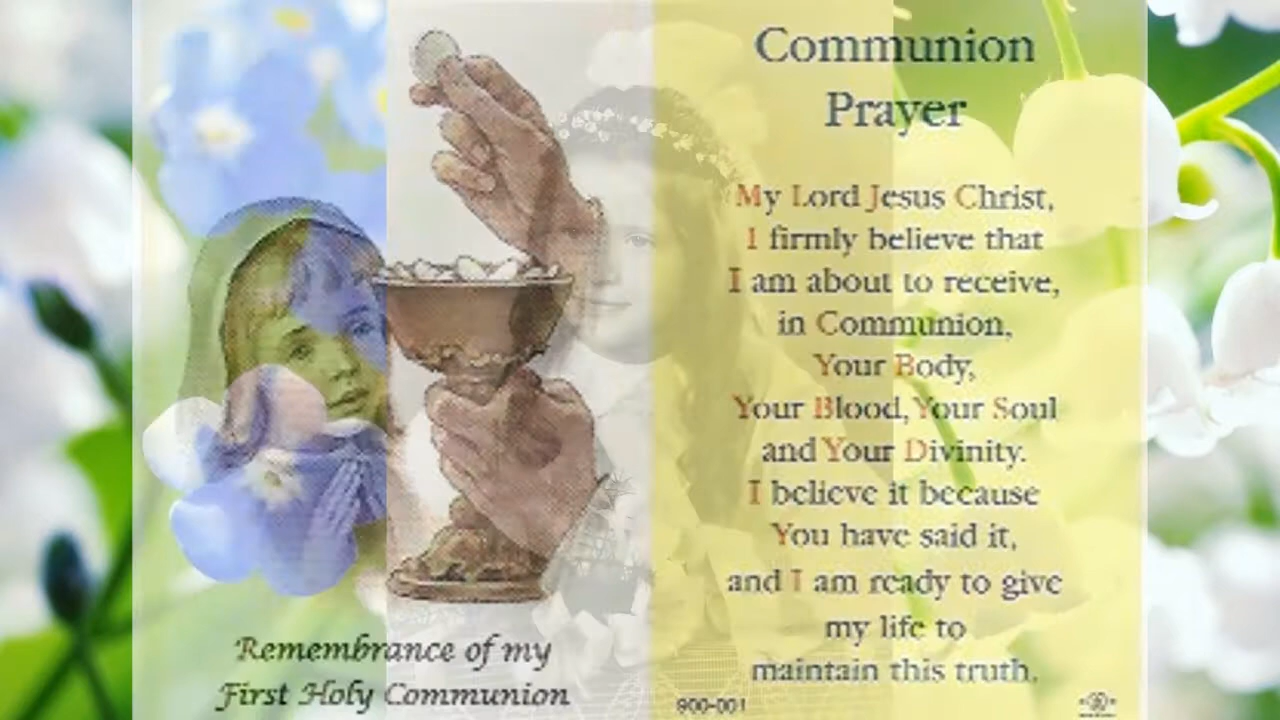 Remembrance of my
First Holy Communion
Communion
Prayer
My Lord Jesus Christ,
I firmly believe that
I am about to receive,
in Communion,
Your Body,
Your Blood, Your Soul
and Your Divinity.
I believe it because
You have said it,
and I am ready to give
my life to
maintain this truth.
900-001